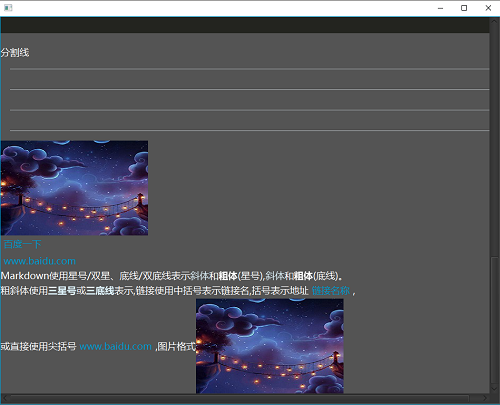 分割线
百度一下
www.baidu.com
Markdown使用星号/双星、底线/双底线表示斜体和粗体(星号),斜体和粗体(底线)。
粗斜体使用三星号或三底线表示,链接使用中括号表示链接名,括号表示地址 链接名称 ,
或直接使用尖括号 www.baidu.com ,图片格式